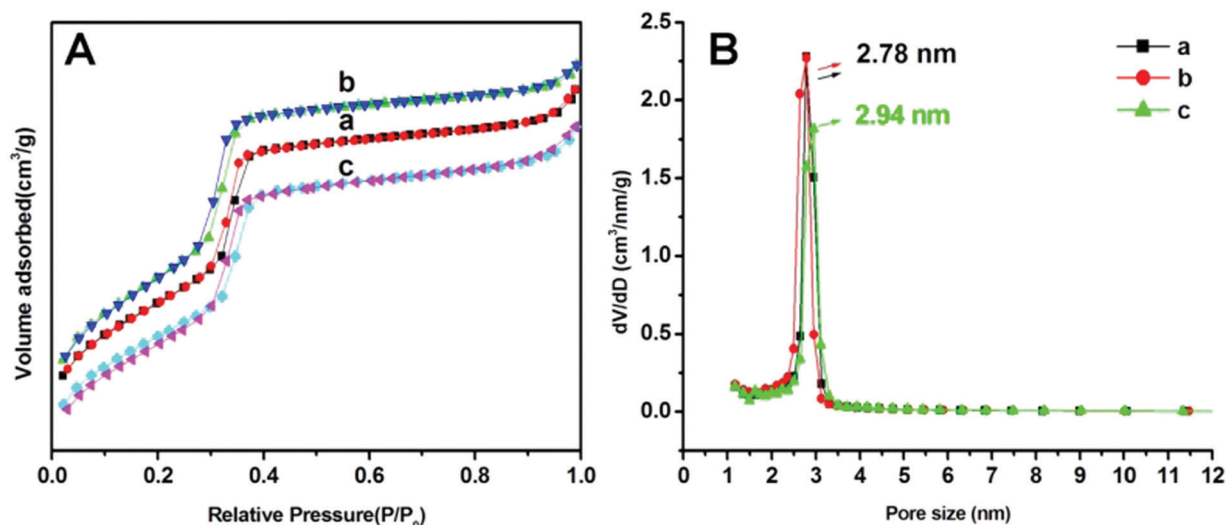 A
b
a
c
Volume adsorbed(cm³/g)
0.0 0.2 0.4 0.6 0.8 1.0
Relative Pressure(P/P₀)
B
2.78 nm
2.94 nm
a
b
c
2.5
2.0
1.5
1.0
0.5
0.0
dV/dD (cm³/nm/g)
0 1 2 3 4 5 6 7 8 9 10 11 12
Pore size (nm)